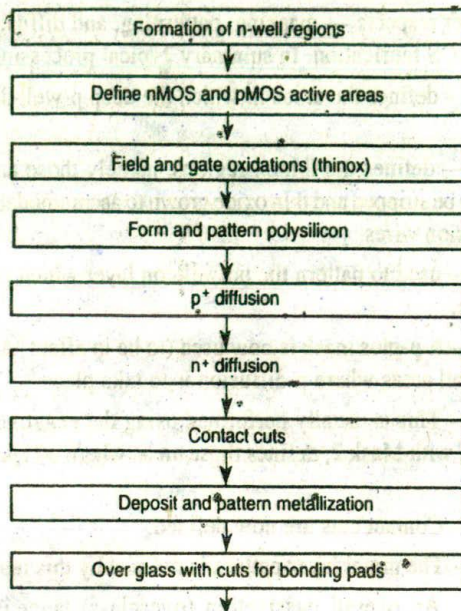 Formation of n-well regions
Define nMOS and pMOS active areas
Field and gate oxidations (thinox)
Form and pattern polysilicon
p⁺ diffusion
n⁺ diffusion
Contact cuts
Deposit and pattern metallization
Over glass with cuts for bonding pads